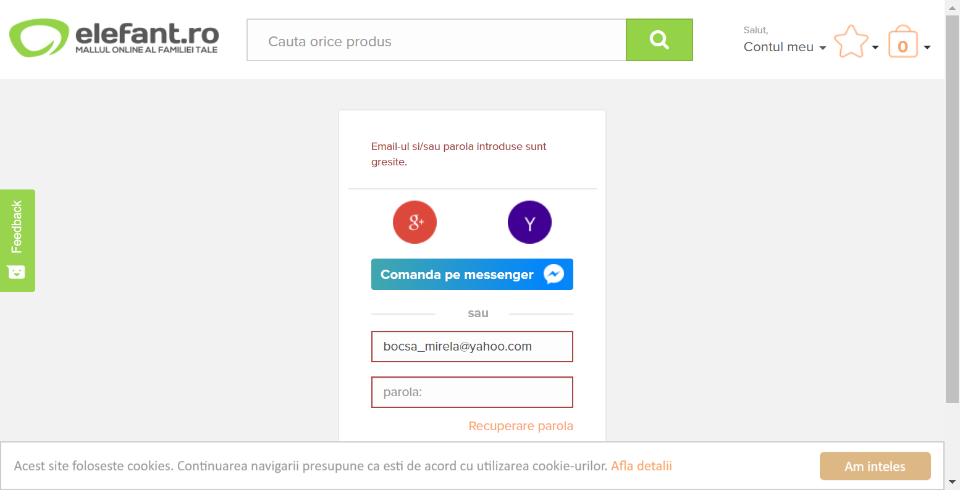 elefant.ro
MALLUL ONLINE AL FAMILIEI TALE
Cauta orice produs
Salut,
Contul meu
0
Email-ul si/sau parola introduse sunt
gresite.
Feedback
g+
Y
Comanda pe messenger
sau
bocsa_mirela@yahoo.com
parola:
Recuperare parola
Acest site foloseste cookies. Continuarea navigarii presupune ca esti de acord cu utilizarea cookie-urilor. Afla detalii
Am inteles